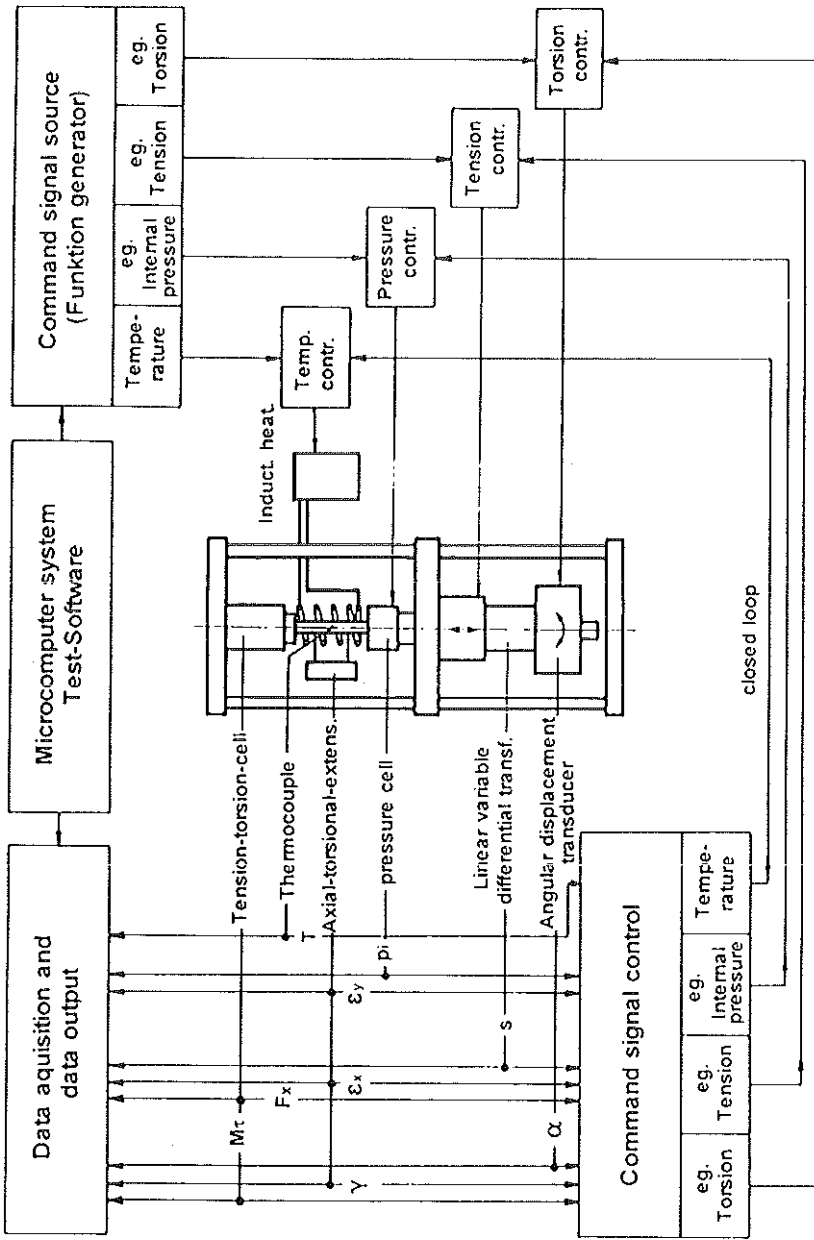 Data aquisition and
data output
Microcomputer system
Test-Software
Command signal source
(Funktion generator)
Tempe-
rature
eg.
Internal
pressure
eg.
Tension
eg.
Torsion
Mτ
Fx
Tension-torsion-cell
T
Thermocouple
γ
εx
εy
Axial-torsional-extens.
pi
pressure cell
s
Linear variable
differential transf.
α
Angular displacement
transducer
Induct. heat.
Temp.
contr.
Pressure
contr.
Tension
contr.
Torsion
contr.
closed loop
Command signal control
eg.
Torsion
eg.
Tension
eg.
Internal
pressure
Tempe-
rature